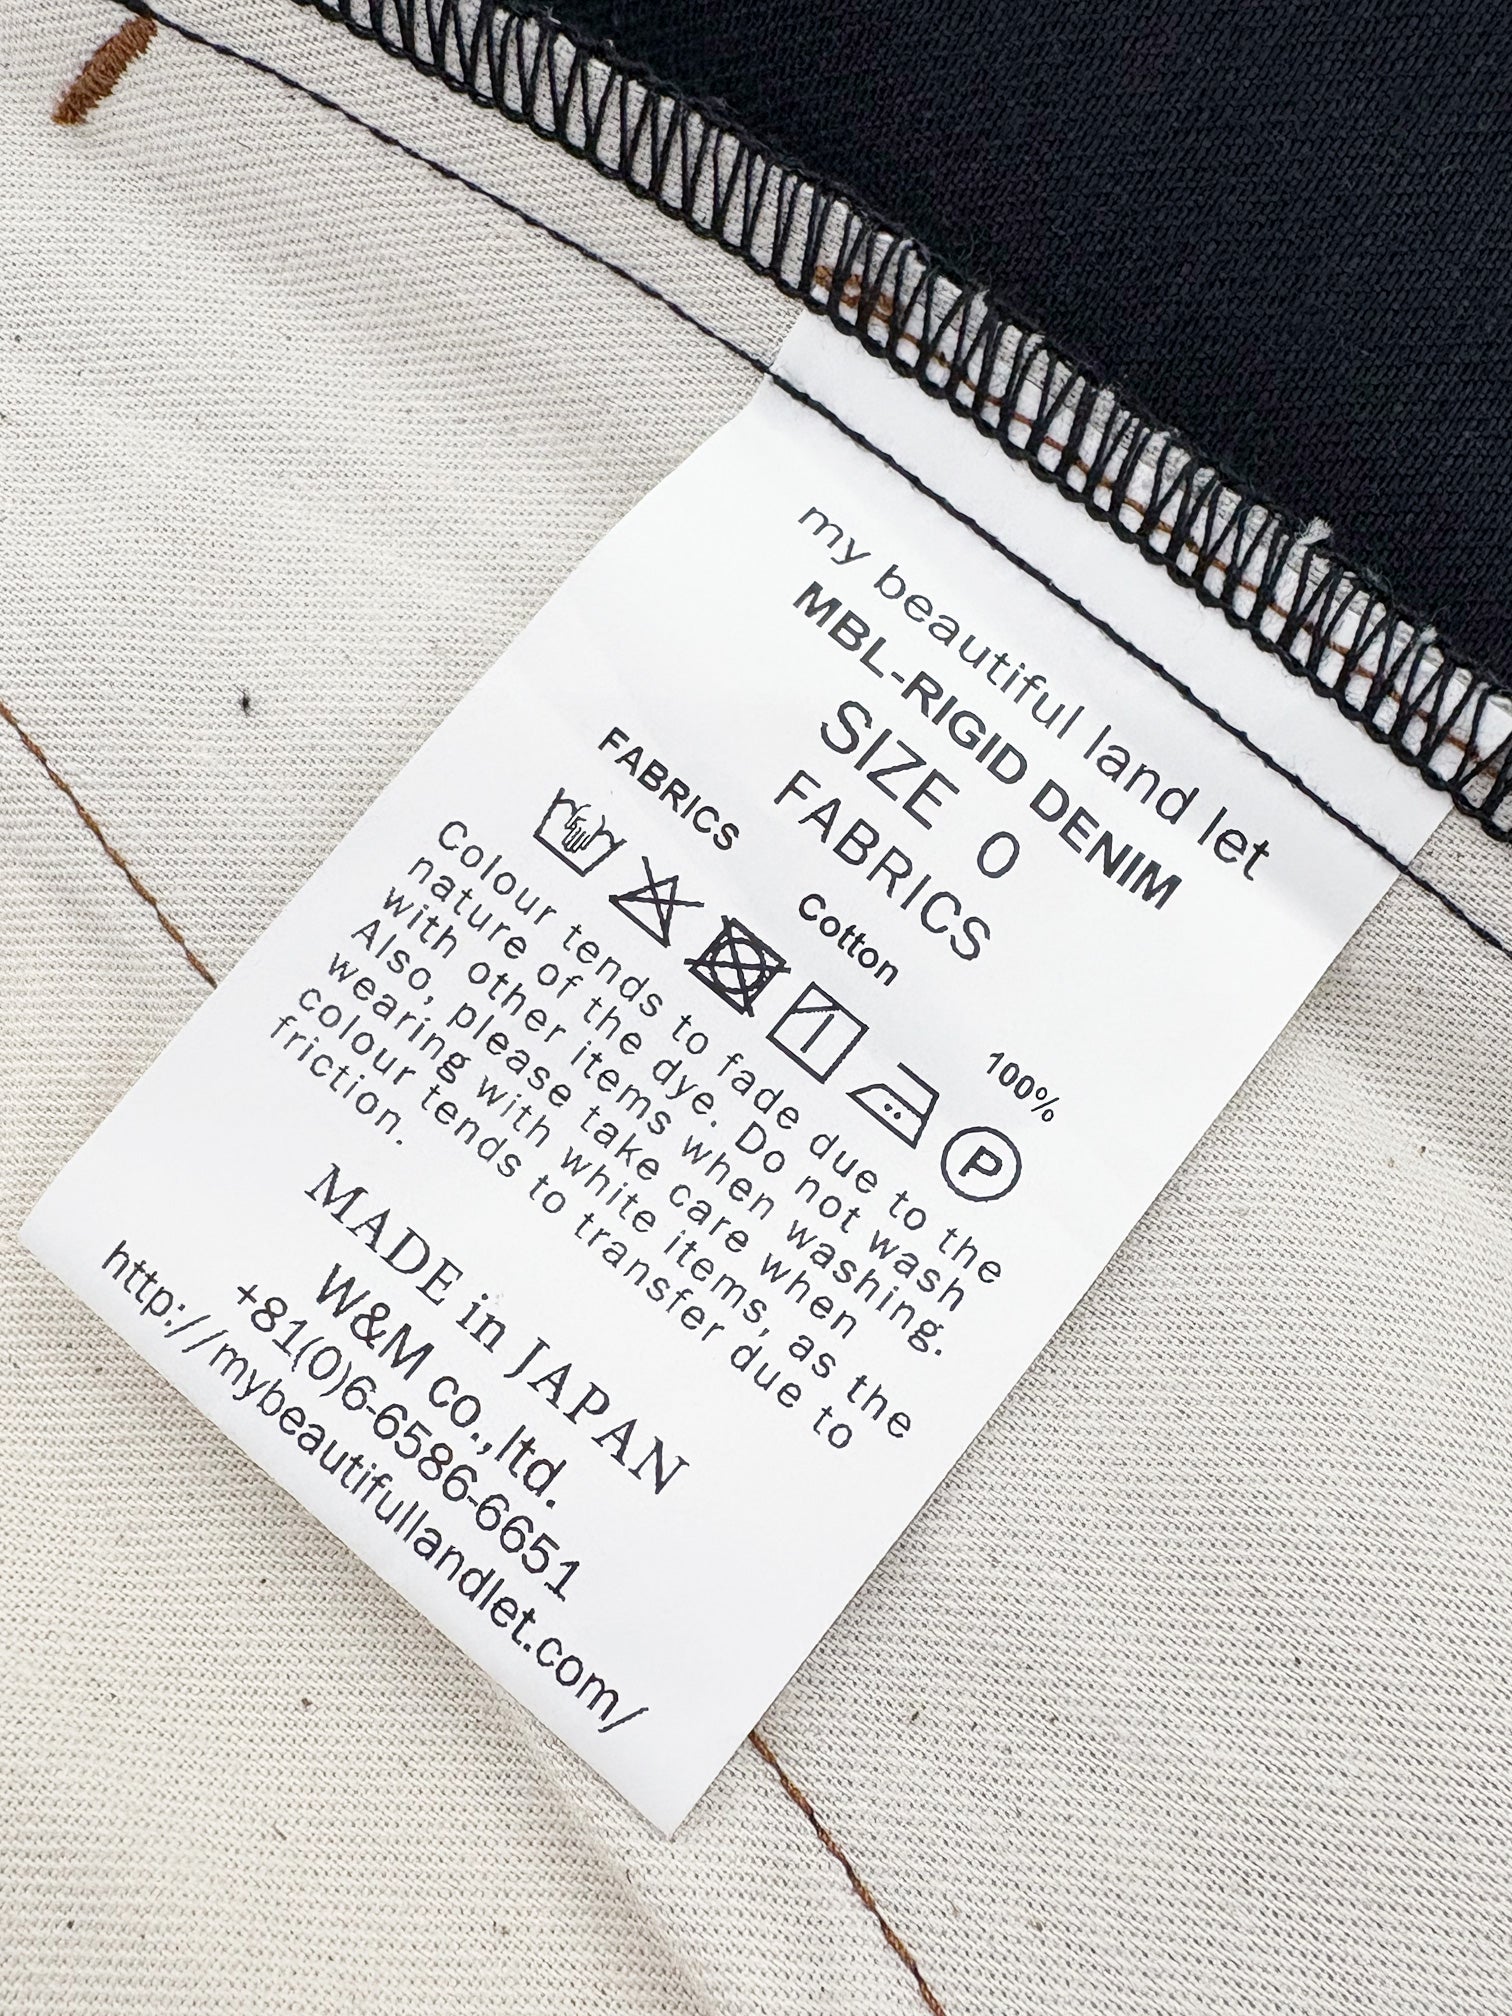 my beautiful land let
MBL-RIGID DENIM
SIZE 0
FABRICS
FABRICS Cotton 100%
P
Colour tends to fade due to the
nature of the dye. Do not wash
with other items when washing.
Also, please take care when
wearing with white items, as the
colour tends to transfer due to
friction.
MADE in JAPAN
W&M co.,ltd.
+81(0)6-6586-6651
http://mybeautifullandlet.com/